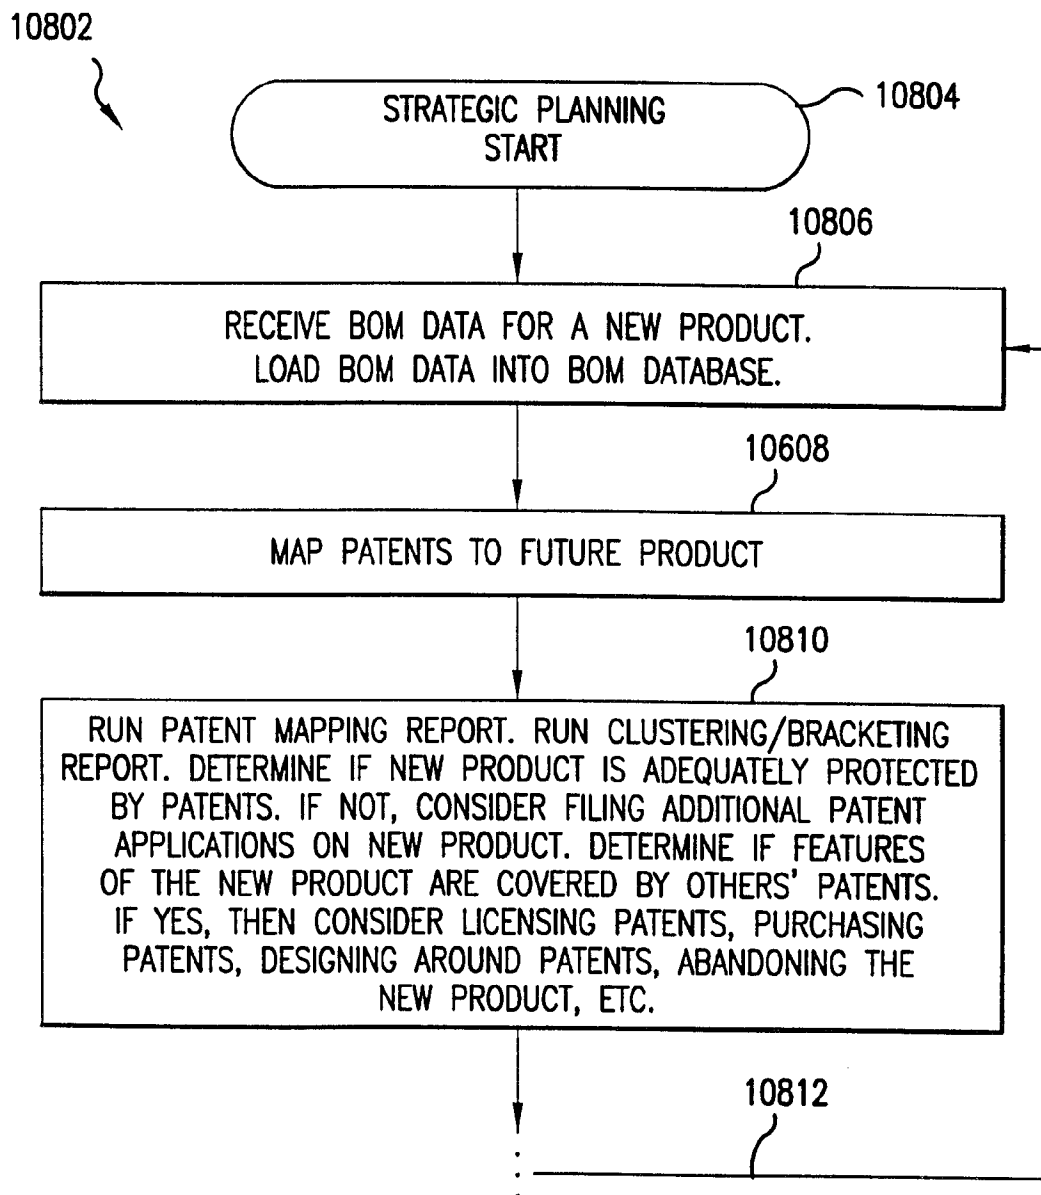 10802
STRATEGIC PLANNING
START
10804
10806
RECEIVE BOM DATA FOR A NEW PRODUCT.
LOAD BOM DATA INTO BOM DATABASE.
10608
MAP PATENTS TO FUTURE PRODUCT
10810
RUN PATENT MAPPING REPORT. RUN CLUSTERING/BRACKETING
REPORT. DETERMINE IF NEW PRODUCT IS ADEQUATELY PROTECTED
BY PATENTS. IF NOT, CONSIDER FILING ADDITIONAL PATENT
APPLICATIONS ON NEW PRODUCT. DETERMINE IF FEATURES
OF THE NEW PRODUCT ARE COVERED BY OTHERS' PATENTS.
IF YES, THEN CONSIDER LICENSING PATENTS, PURCHASING
PATENTS, DESIGNING AROUND PATENTS, ABANDONING THE
NEW PRODUCT, ETC.
10812